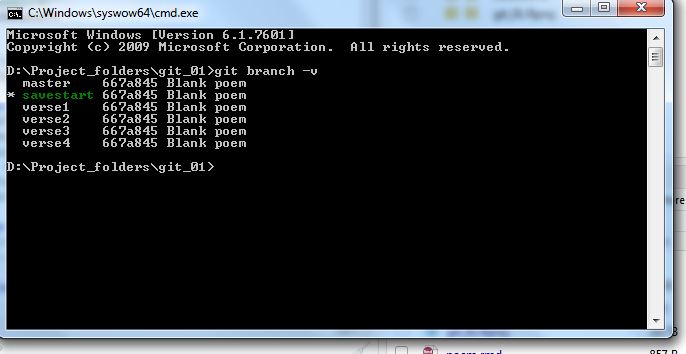 C:\Windows\syswow64\cmd.exe
Microsoft Windows [Version 6.1.7601]
Copyright (c) 2009 Microsoft Corporation.  All rights reserved.
D:\Project_folders\git_01>git branch -v
  master    667a845 Blank poem
* savestart 667a845 Blank poem
  verse1    667a845 Blank poem
  verse2    667a845 Blank poem
  verse3    667a845 Blank poem
  verse4    667a845 Blank poem
D:\Project_folders\git_01>